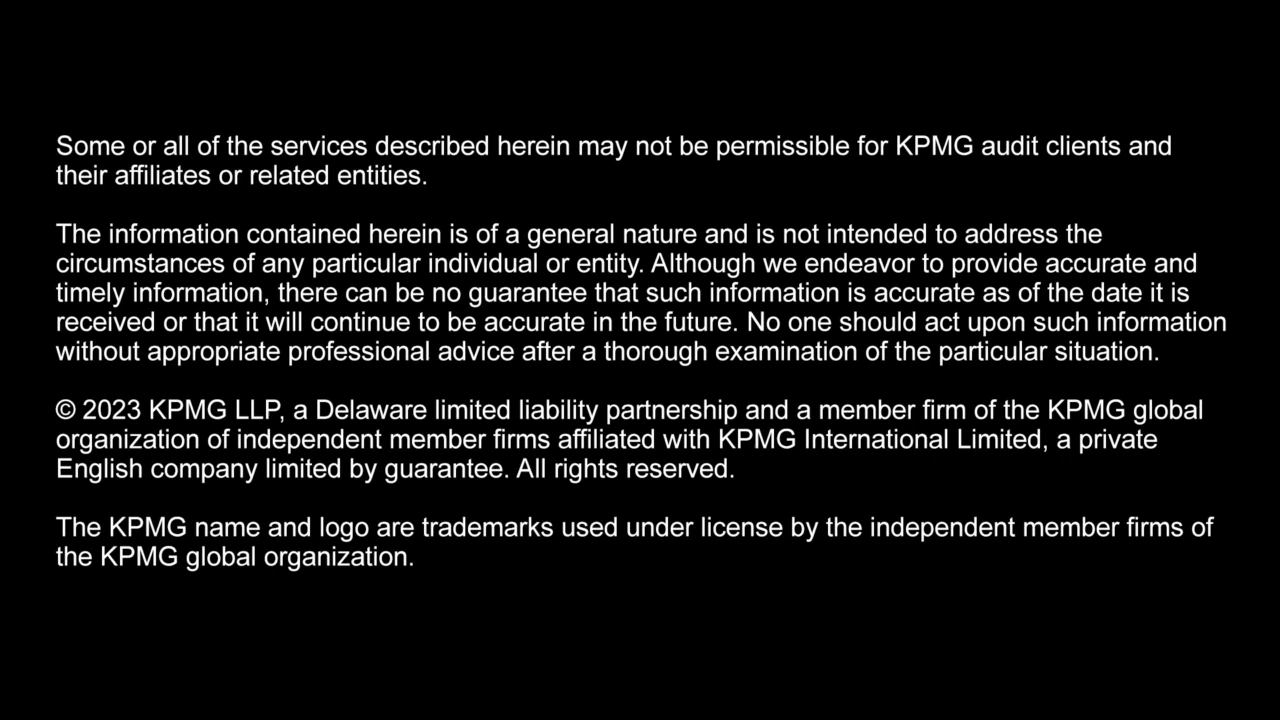 Some or all of the services described herein may not be permissible for KPMG audit clients and
their affiliates or related entities.
The information contained herein is of a general nature and is not intended to address the
circumstances of any particular individual or entity. Although we endeavor to provide accurate and
timely information, there can be no guarantee that such information is accurate as of the date it is
received or that it will continue to be accurate in the future. No one should act upon such information
without appropriate professional advice after a thorough examination of the particular situation.
© 2023 KPMG LLP, a Delaware limited liability partnership and a member firm of the KPMG global
organization of independent member firms affiliated with KPMG International Limited, a private
English company limited by guarantee. All rights reserved.
The KPMG name and logo are trademarks used under license by the independent member firms of
the KPMG global organization.